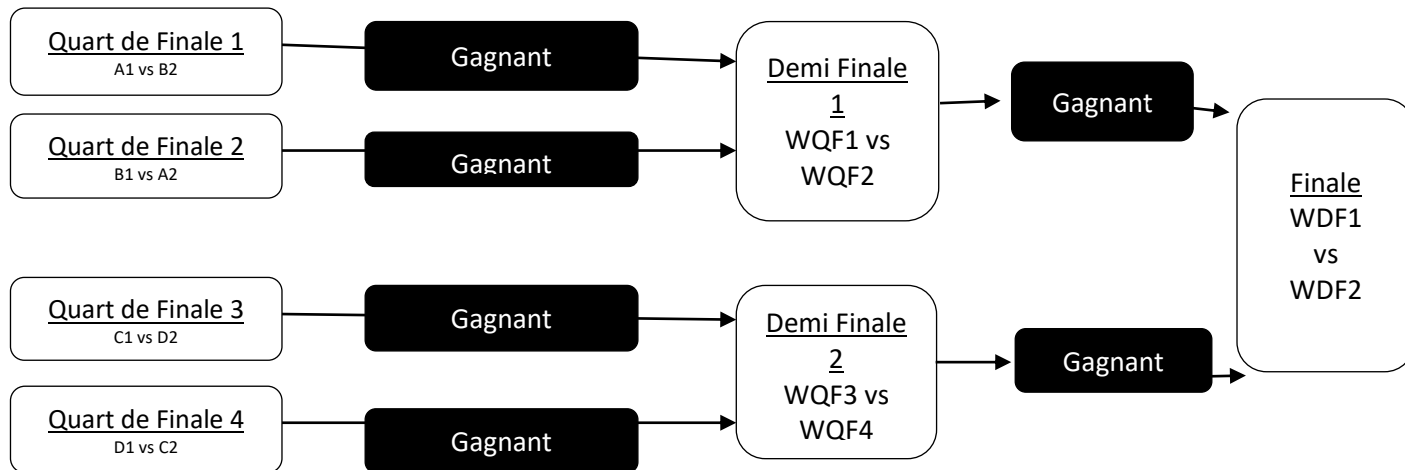 Quart de Finale 1
A1 vs B2
Gagnant
Quart de Finale 2
B1 vs A2
Gagnant
Demi Finale
1
WQF1 vs
WQF2
Gagnant
Quart de Finale 3
C1 vs D2
Gagnant
Quart de Finale 4
D1 vs C2
Gagnant
Demi Finale
2
WQF3 vs
WQF4
Gagnant
Finale
WDF1
vs
WDF2